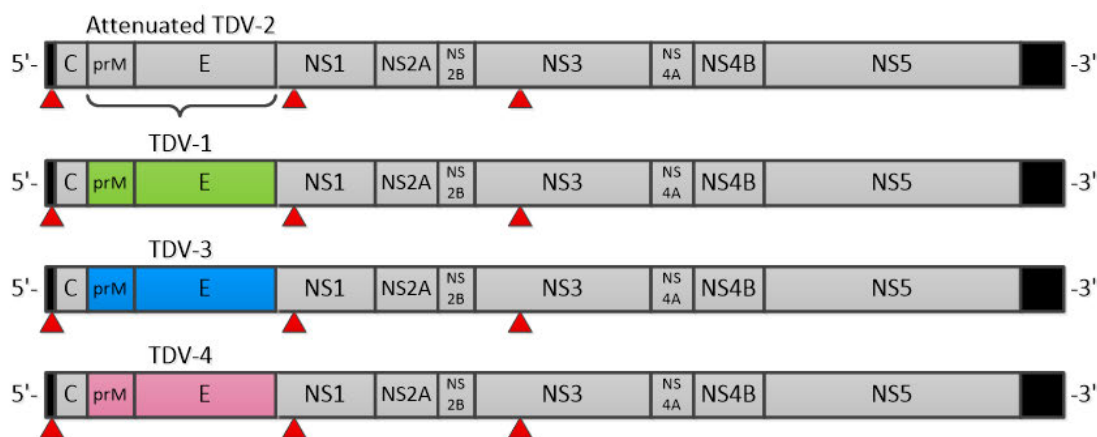 Attenuated TDV-2
5'- C prM E NS1 NS2A NS 2B NS3 NS 4A NS4B NS5 -3'
TDV-1
5'- C prM E NS1 NS2A NS 2B NS3 NS 4A NS4B NS5 -3'
TDV-3
5'- C prM E NS1 NS2A NS 2B NS3 NS 4A NS4B NS5 -3'
TDV-4
5'- C prM E NS1 NS2A NS 2B NS3 NS 4A NS4B NS5 -3'